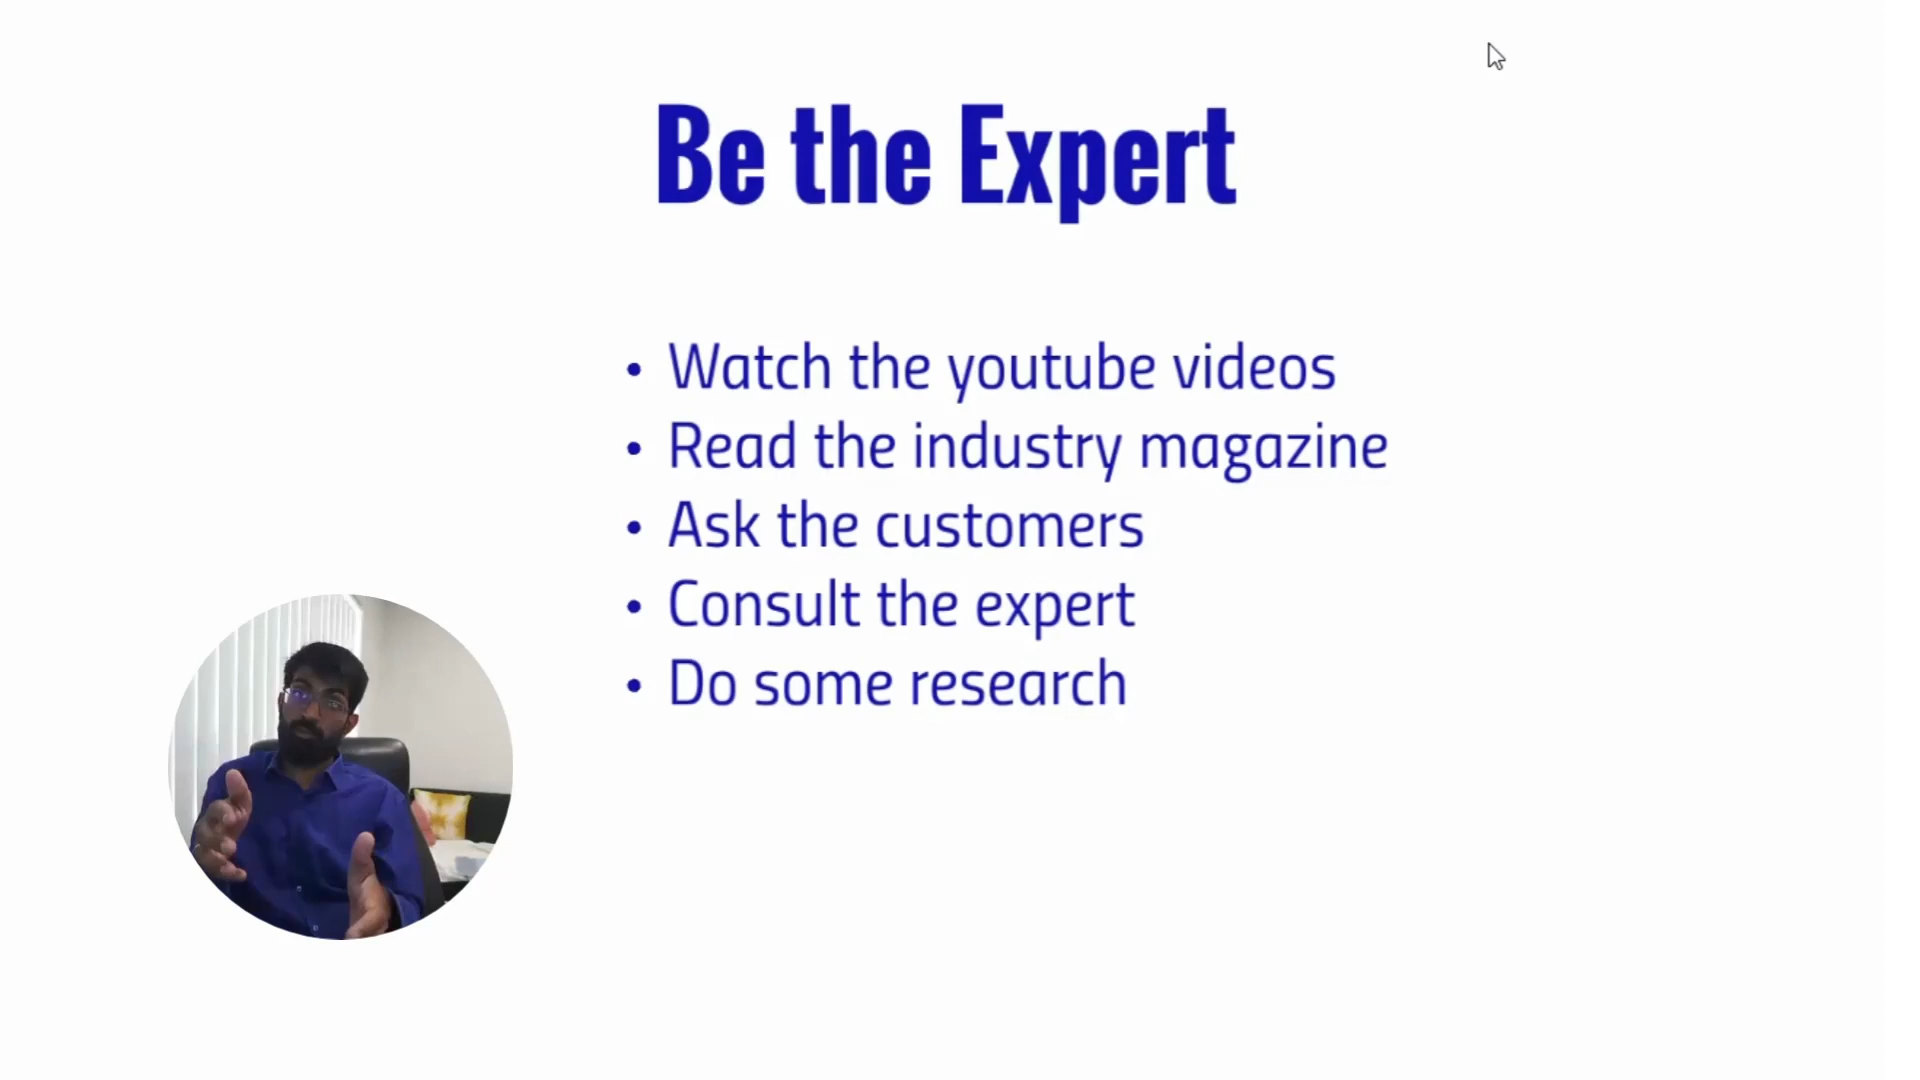 Be the Expert
• Watch the youtube videos
• Read the industry magazine
• Ask the customers
• Consult the expert
• Do some research